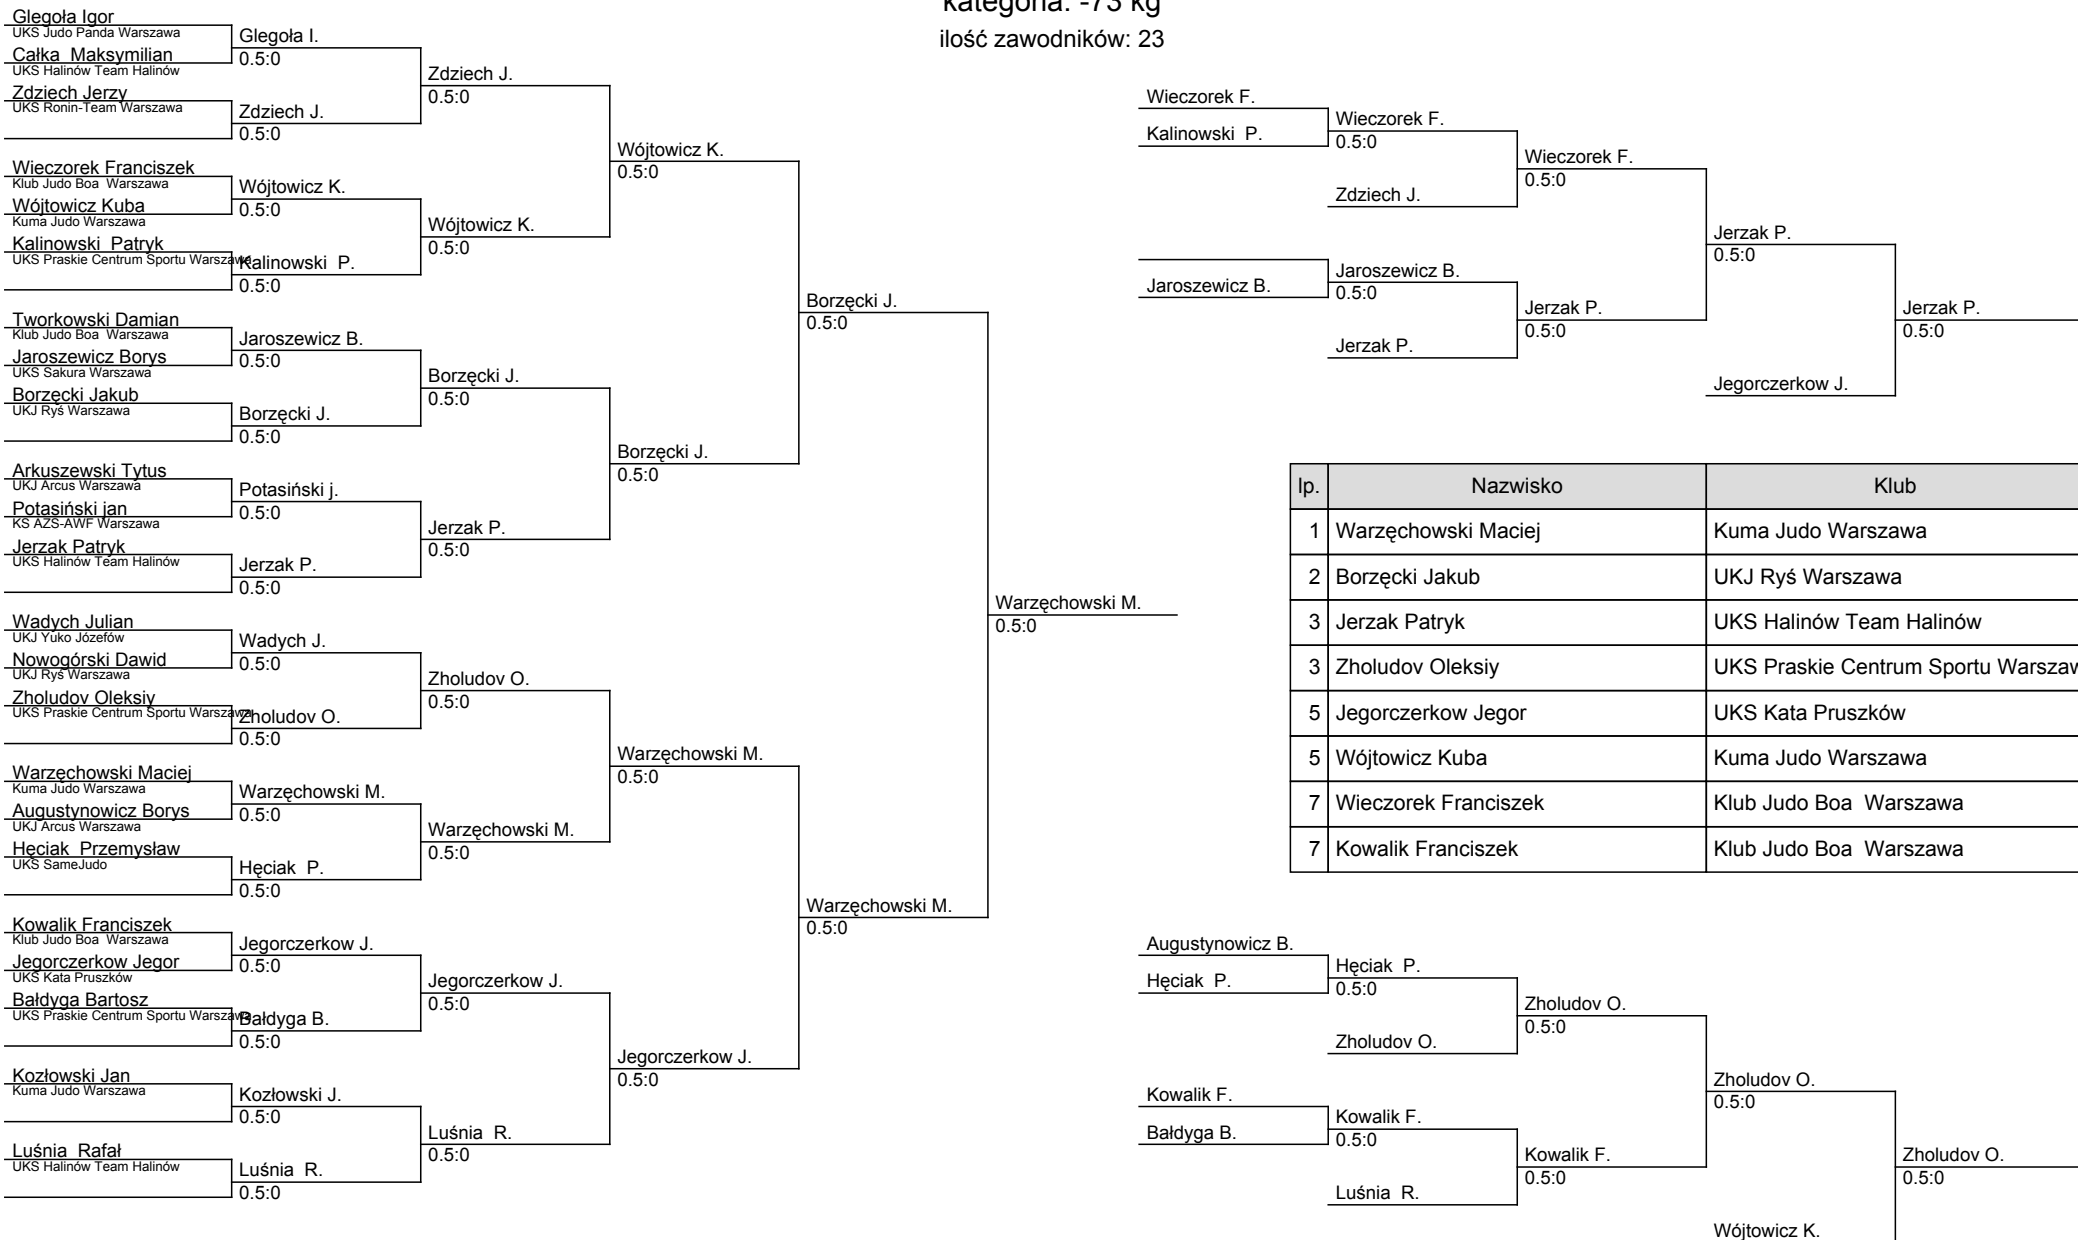 kategoria: -73 kg
ilość zawodników: 23
Glegoła Igor
UKS Judo Panda Warszawa
Całka  Maksymilian
UKS Halinów Team Halinów
Zdziech Jerzy
UKS Ronin-Team Warszawa
Wieczorek Franciszek
Klub Judo Boa  Warszawa
Wójtowicz Kuba
Kuma Judo Warszawa
Kalinowski  Patryk
UKS Praskie Centrum Sportu Warszawa
Tworkowski Damian
Klub Judo Boa  Warszawa
Jaroszewicz Borys
UKS Sakura Warszawa
Borzęcki Jakub
UKJ Ryś Warszawa
Arkuszewski Tytus
UKJ Arcus Warszawa
Potasiński jan
KS AZS-AWF Warszawa
Jerzak Patryk
UKS Halinów Team Halinów
Wadych Julian
UKJ Yuko Józefów
Nowogórski Dawid
UKJ Ryś Warszawa
Zholudov Oleksiy
UKS Praskie Centrum Sportu Warszawa
Warzęchowski Maciej
Kuma Judo Warszawa
Augustynowicz Borys
UKJ Arcus Warszawa
Hęciak  Przemysław
UKS SameJudo
Kowalik Franciszek
Klub Judo Boa  Warszawa
Jegorczerkow Jegor
UKS Kata Pruszków
Bałdyga Bartosz
UKS Praskie Centrum Sportu Warszawa
Kozłowski Jan
Kuma Judo Warszawa
Luśnia  Rafał
UKS Halinów Team Halinów
Glegoła I.
0.5:0
Zdziech J.
0.5:0
Wójtowicz K.
0.5:0
Kalinowski  P.
0.5:0
Jaroszewicz B.
0.5:0
Borzęcki J.
0.5:0
Potasiński j.
0.5:0
Jerzak P.
0.5:0
Wadych J.
0.5:0
Zholudov O.
0.5:0
Warzęchowski M.
0.5:0
Hęciak  P.
0.5:0
Jegorczerkow J.
0.5:0
Bałdyga B.
0.5:0
Kozłowski J.
0.5:0
Luśnia  R.
0.5:0
Zdziech J.
0.5:0
Wójtowicz K.
0.5:0
Borzęcki J.
0.5:0
Jerzak P.
0.5:0
Zholudov O.
0.5:0
Warzęchowski M.
0.5:0
Jegorczerkow J.
0.5:0
Luśnia  R.
0.5:0
Wójtowicz K.
0.5:0
Borzęcki J.
0.5:0
Warzęchowski M.
0.5:0
Jegorczerkow J.
0.5:0
Borzęcki J.
0.5:0
Warzęchowski M.
0.5:0
Warzęchowski M.
0.5:0
Wieczorek F.
Kalinowski  P.
Jaroszewicz B.
Wieczorek F.
0.5:0
Zdziech J.
Jaroszewicz B.
0.5:0
Jerzak P.
Wieczorek F.
0.5:0
Jerzak P.
0.5:0
Jerzak P.
0.5:0
Jegorczerkow J.
Jerzak P.
0.5:0
lp. Nazwisko Klub
1 Warzęchowski Maciej Kuma Judo Warszawa
2 Borzęcki Jakub UKJ Ryś Warszawa
3 Jerzak Patryk UKS Halinów Team Halinów
3 Zholudov Oleksiy UKS Praskie Centrum Sportu Warszaw
5 Jegorczerkow Jegor UKS Kata Pruszków
5 Wójtowicz Kuba Kuma Judo Warszawa
7 Wieczorek Franciszek Klub Judo Boa  Warszawa
7 Kowalik Franciszek Klub Judo Boa  Warszawa
Augustynowicz B.
Hęciak  P.
Kowalik F.
Bałdyga B.
Hęciak  P.
0.5:0
Zholudov O.
Kowalik F.
0.5:0
Luśnia  R.
Zholudov O.
0.5:0
Kowalik F.
0.5:0
Zholudov O.
0.5:0
Wójtowicz K.
Zholudov O.
0.5:0